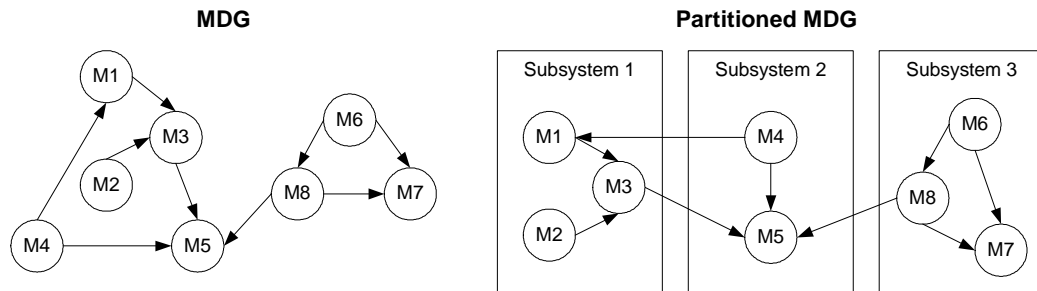 MDG
M1
M3
M2
M4
M5
M6
M8
M7
Partitioned MDG
Subsystem 1
Subsystem 2
Subsystem 3
M1
M3
M2
M4
M5
M6
M8
M7